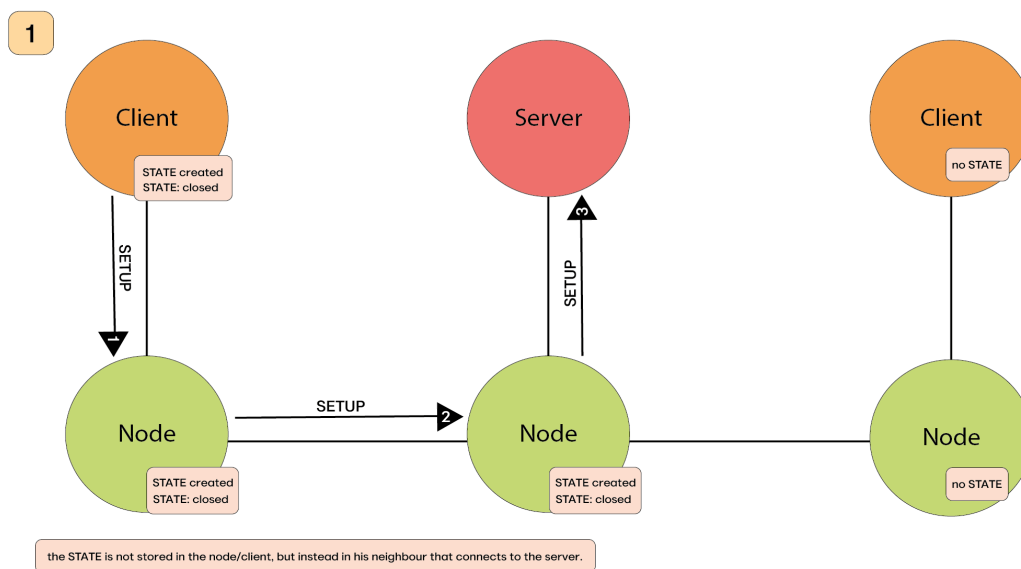 1
Client
Server
Client
STATE created
STATE: closed
no STATE
SETUP
1
SETUP
3
SETUP
2
Node
Node
Node
STATE created
STATE: closed
STATE created
STATE: closed
no STATE
the STATE is not stored in the node/client, but instead in his neighbour that connects to the server.